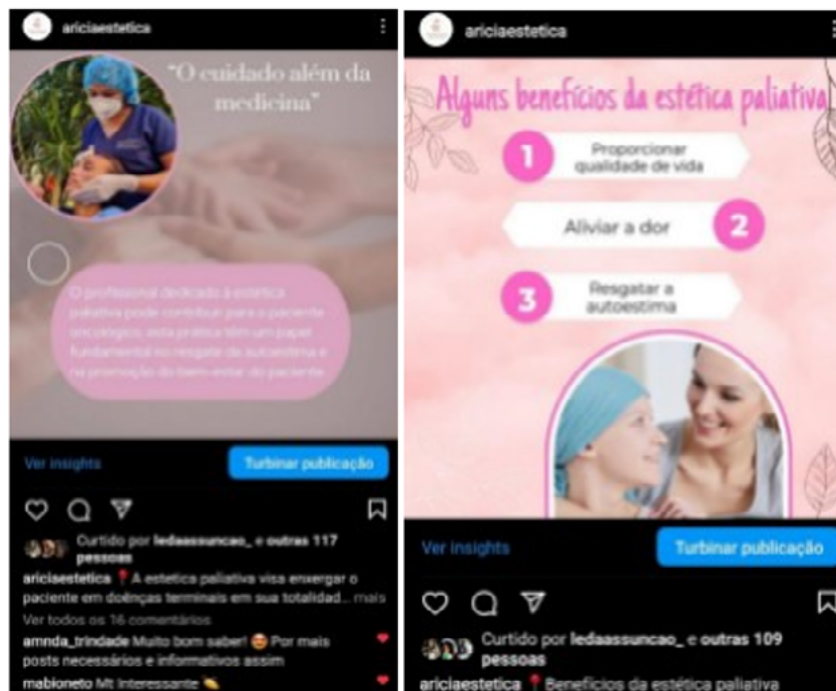 ariciaestetica
"O cuidado além da
medicina"
O profissional dedicado à estética
paliativa pode contribuir para o paciente
oncológico, esta prática têm um papel
fundamental no resgate da autoestima e
na promoção do bem-estar do paciente.
Ver insights
Turbinar publicação
Curtido por ledaassuncao_ e outras 117
pessoas
ariciaestetica 📍A estetica paliativa visa enxergar o
paciente em doenças terminais em sua totalidad... mais
Ver todos os 16 comentários
amnda_trindade Muito bom saber! 😍 Por mais
posts necessários e informativos assim
mabioneto Mt Interessante 👏
ariciaestetica
Alguns benefícios da estética paliativa
1
Proporcionar
qualidade de vida
Aliviar a dor
2
3
Resgatar a
autoestima
Ver insights
Turbinar publicação
Curtido por ledaassuncao_ e outras 109
pessoas
ariciaestetica 📍Benefícios da estética paliativa